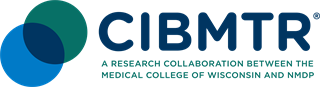 CIBMTR®
A RESEARCH COLLABORATION BETWEEN THE
MEDICAL COLLEGE OF WISCONSIN AND NMDP